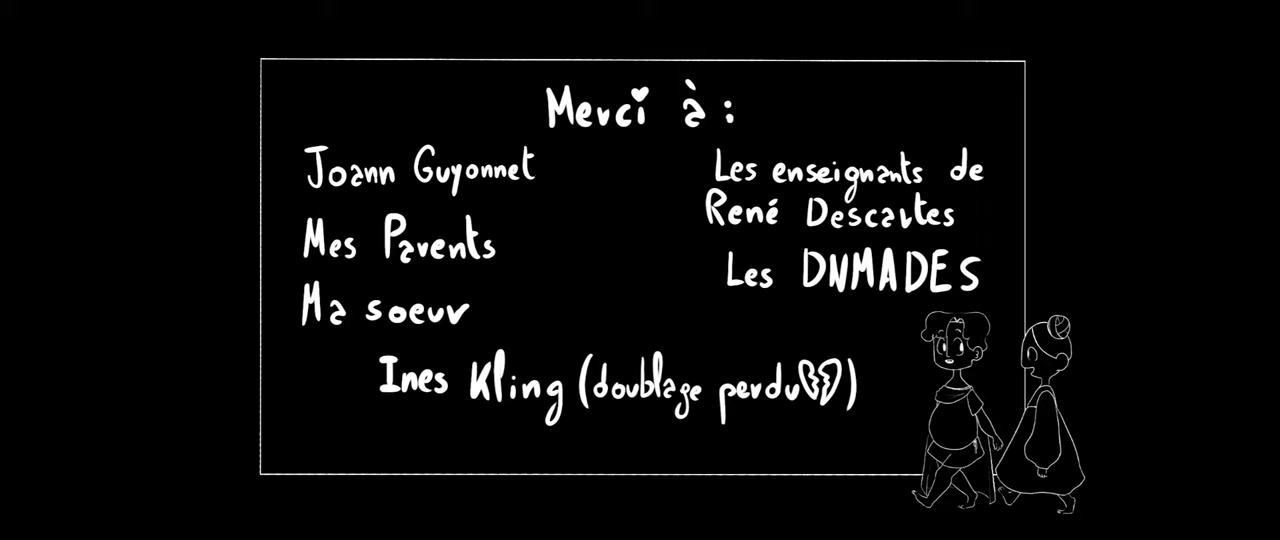 Merci à :
Joann Guyonnet
Mes Parents
Ma soeur
Les enseignants de
René Descartes
Les DNMADES
Ines Kling (doublage perdu💔)